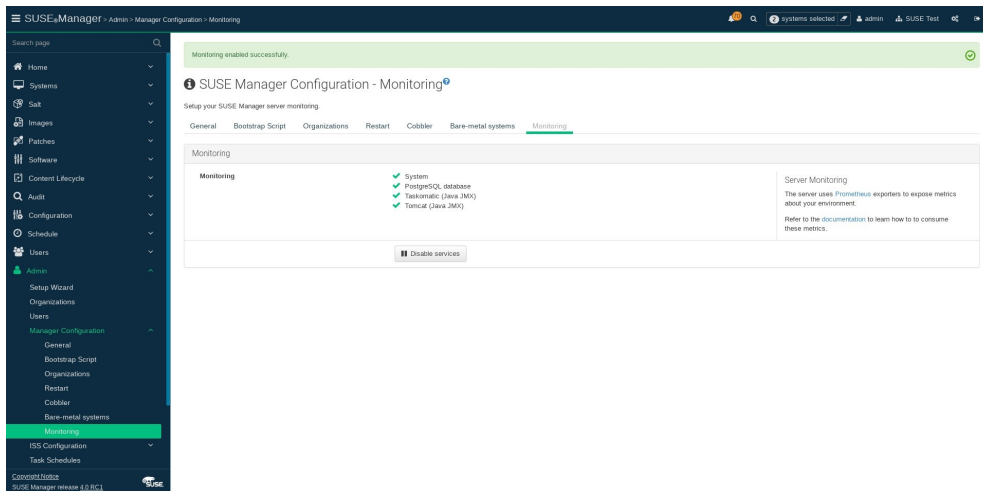 SUSE Manager > Admin > Manager Configuration > Monitoring
2 systems selected
admin
SUSE Test
Search page
Home
Systems
Salt
Images
Patches
Software
Content Lifecycle
Audit
Configuration
Schedule
Users
Admin
Setup Wizard
Organizations
Users
Manager Configuration
General
Bootstrap Script
Organizations
Restart
Cobbler
Bare-metal systems
Monitoring
ISS Configuration
Task Schedules
Copyright Notice
SUSE Manager release 4.0 RC1
SUSE.
Monitoring enabled successfully.
SUSE Manager Configuration - Monitoring
Setup your SUSE Manager server monitoring.
General Bootstrap Script Organizations Restart Cobbler Bare-metal systems Monitoring
Monitoring
Monitoring
System
PostgreSQL database
Taskomatic (Java JMX)
Tomcat (Java JMX)
Disable services
Server Monitoring
The server uses Prometheus exporters to expose metrics
about your environment.
Refer to the documentation to learn how to to consume
these metrics.